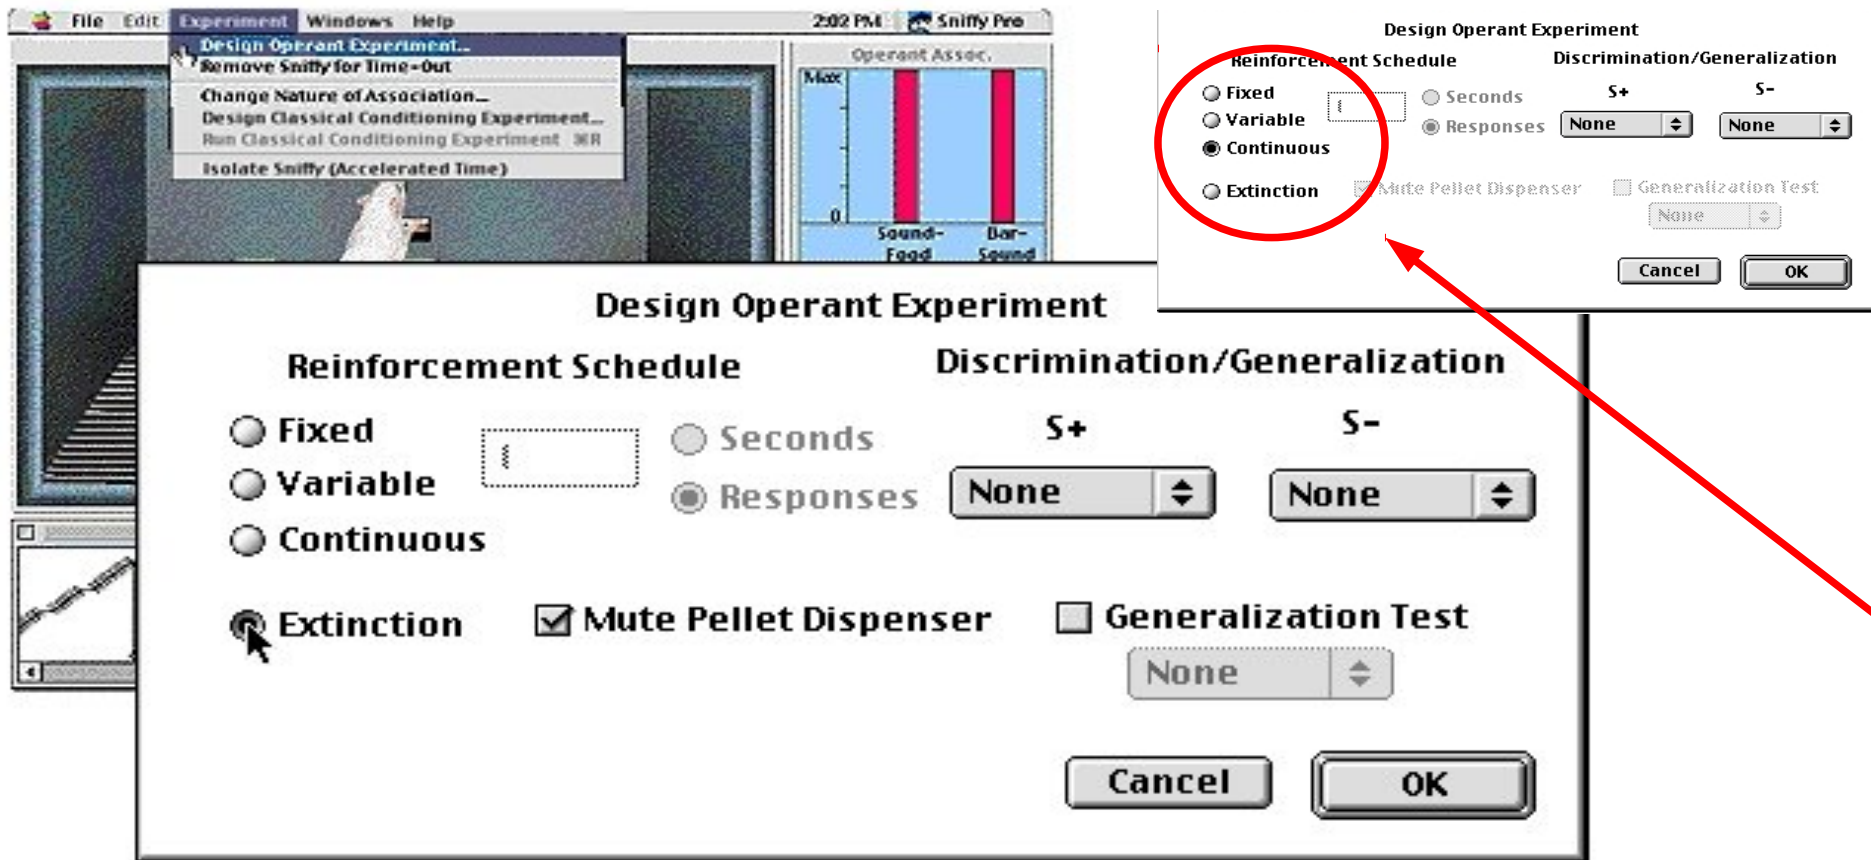 File Edit Experiment Windows Help 2:02 PM Sniffy Pro
Design Operant Experiment...
Remove Sniffy for Time-Out
Change Nature of Association...
Design Classical Conditioning Experiment...
Run Classical Conditioning Experiment ⌘R
Isolate Sniffy (Accelerated Time)
Operant Assoc.
Max
0
Sound- Bar-
Food Sound
Design Operant Experiment
Reinforcement Schedule Discrimination/Generalization
Fixed Seconds S+ S-
Variable Responses None None
Continuous
Extinction Mute Pellet Dispenser Generalization Test
None
Cancel OK
Design Operant Experiment
Reinforcement Schedule Discrimination/Generalization
Fixed Seconds S+ S-
Variable Responses None None
Continuous
Extinction Mute Pellet Dispenser Generalization Test
None
Cancel OK